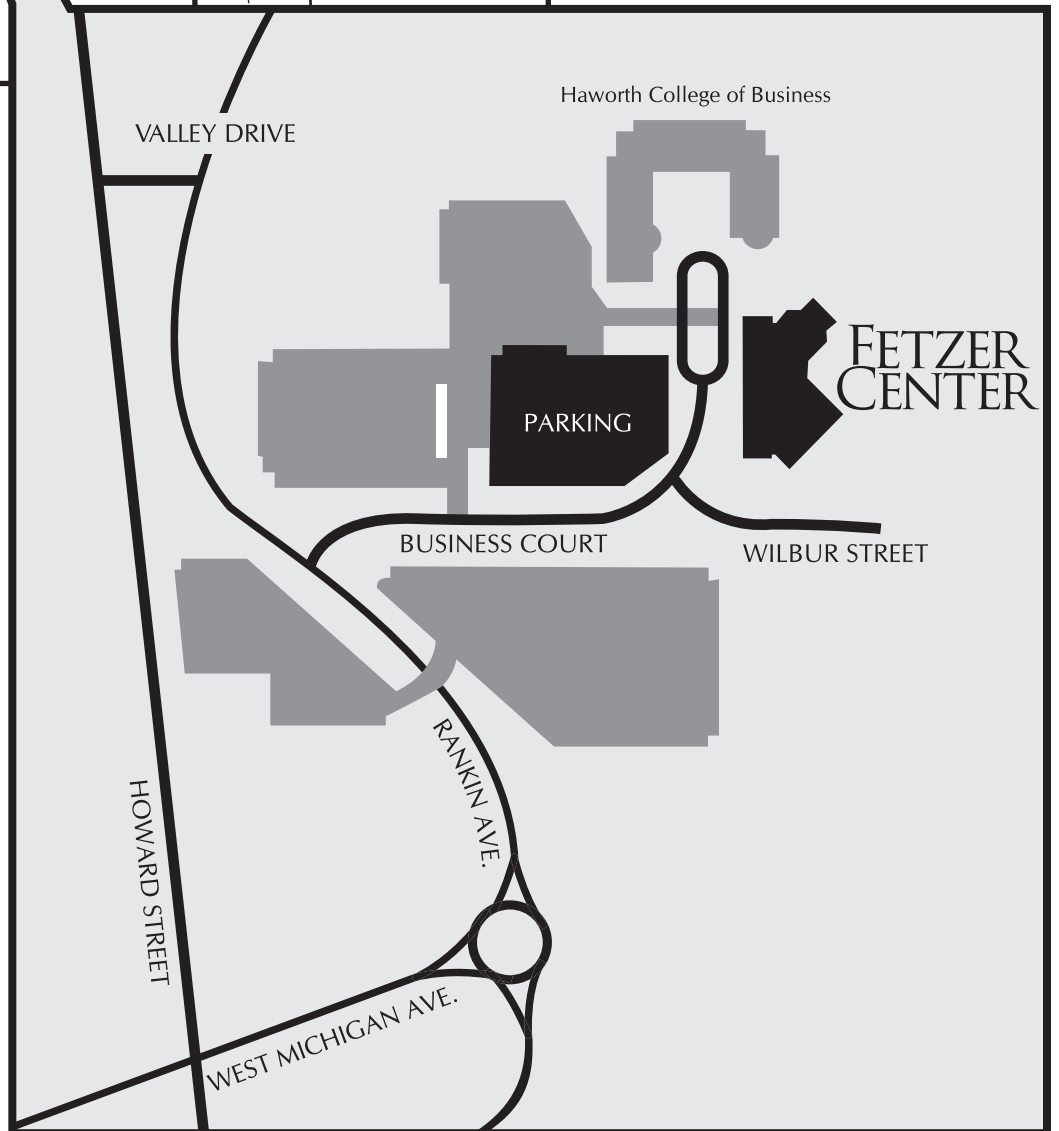 Haworth College of Business
VALLEY DRIVE
FETZER
CENTER
PARKING
BUSINESS COURT
WILBUR STREET
RANKIN AVE.
HOWARD STREET
WEST MICHIGAN AVE.